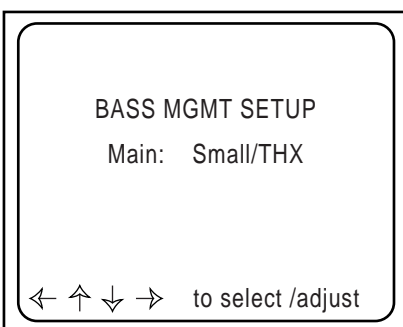 BASS MGMT SETUP
Main: Small/THX
← ↑ ↓ → to select /adjust